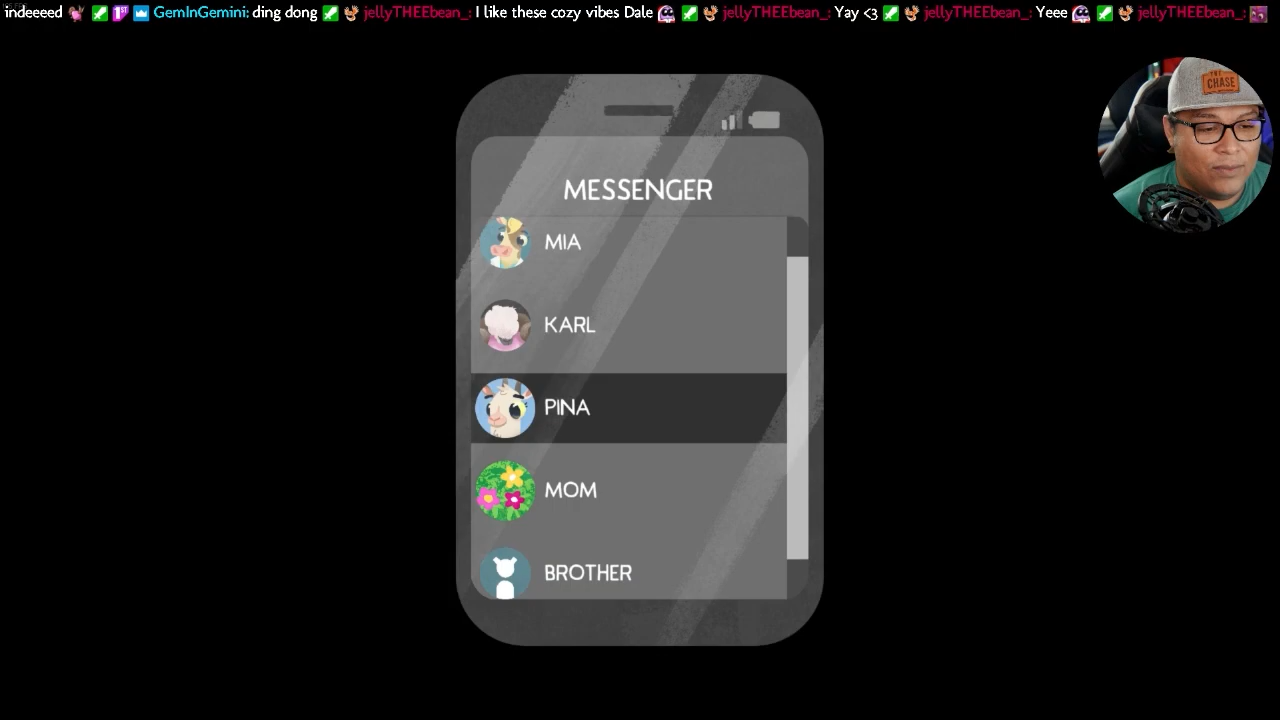 indeeeed GemInGemini: ding dong jellyTHEEbean_: I like these cozy vibes Dale jellyTHEEbean_: Yay <3 jellyTHEEbean_: Yeee jellyTHEEbean_:
THE
CHASE
MESSENGER
MIA
KARL
PINA
MOM
BROTHER